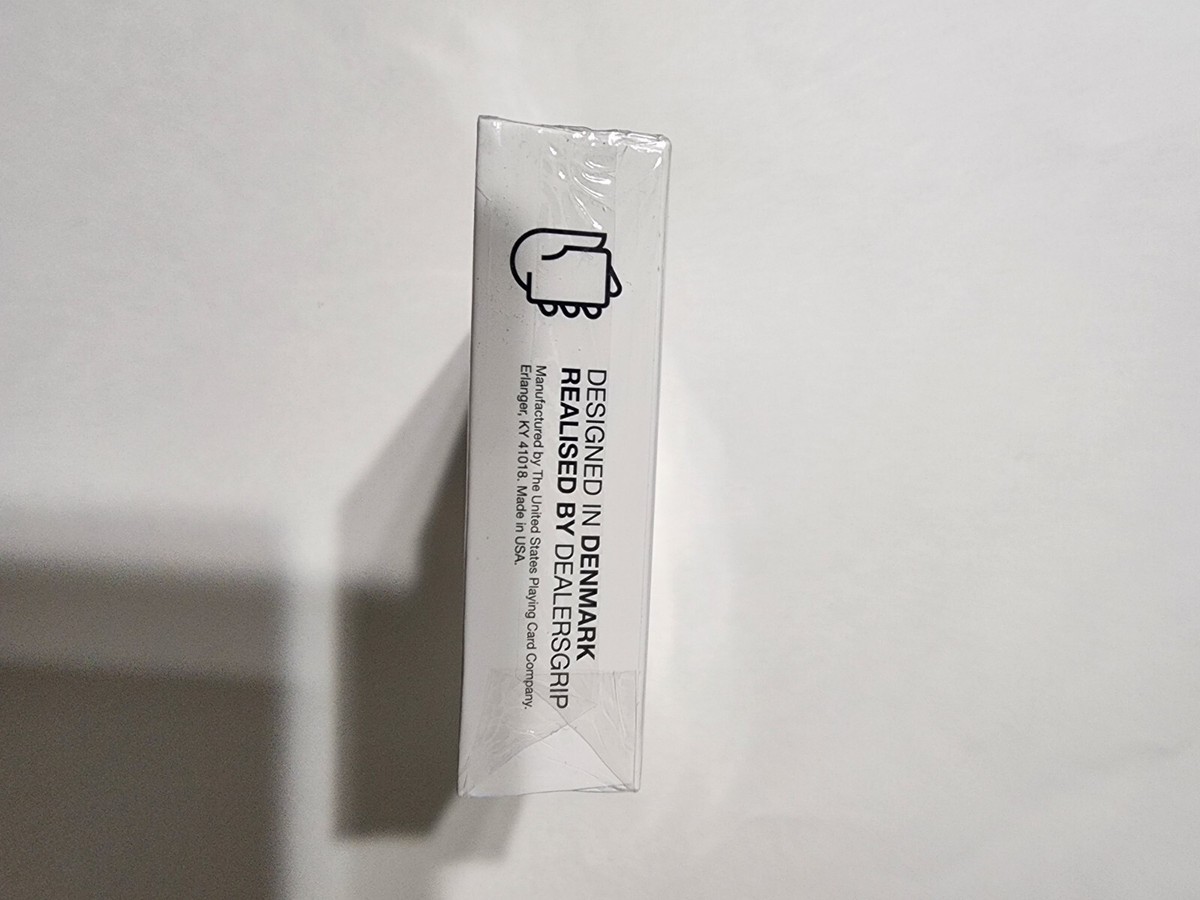 DESIGNED IN DENMARK
REALISED BY DEALERSGRIP
Manufactured by The United States Playing Card Company.
Erlanger, KY 41018. Made in USA.